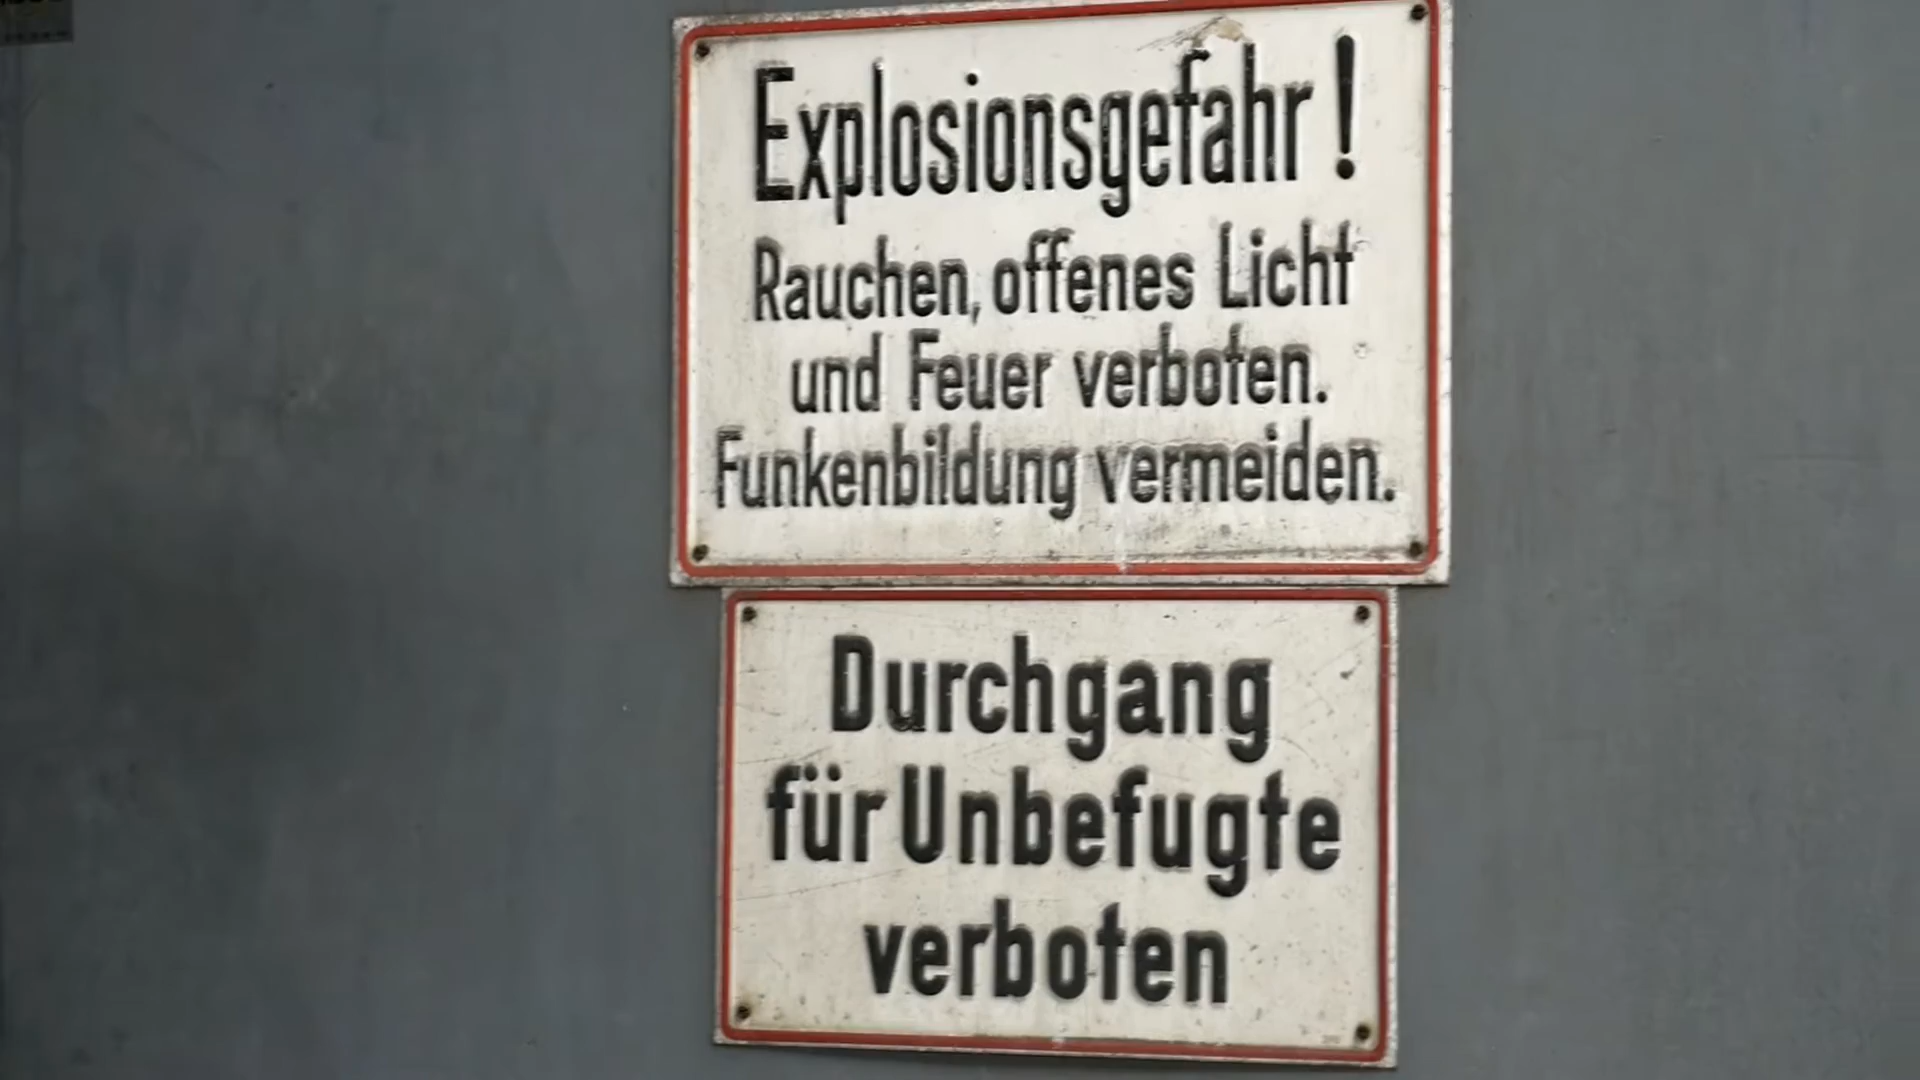 Explosionsgefahr!
Rauchen, offenes Licht
und Feuer verboten.
Funkenbildung vermeiden.
Durchgang
für Unbefugte
verboten